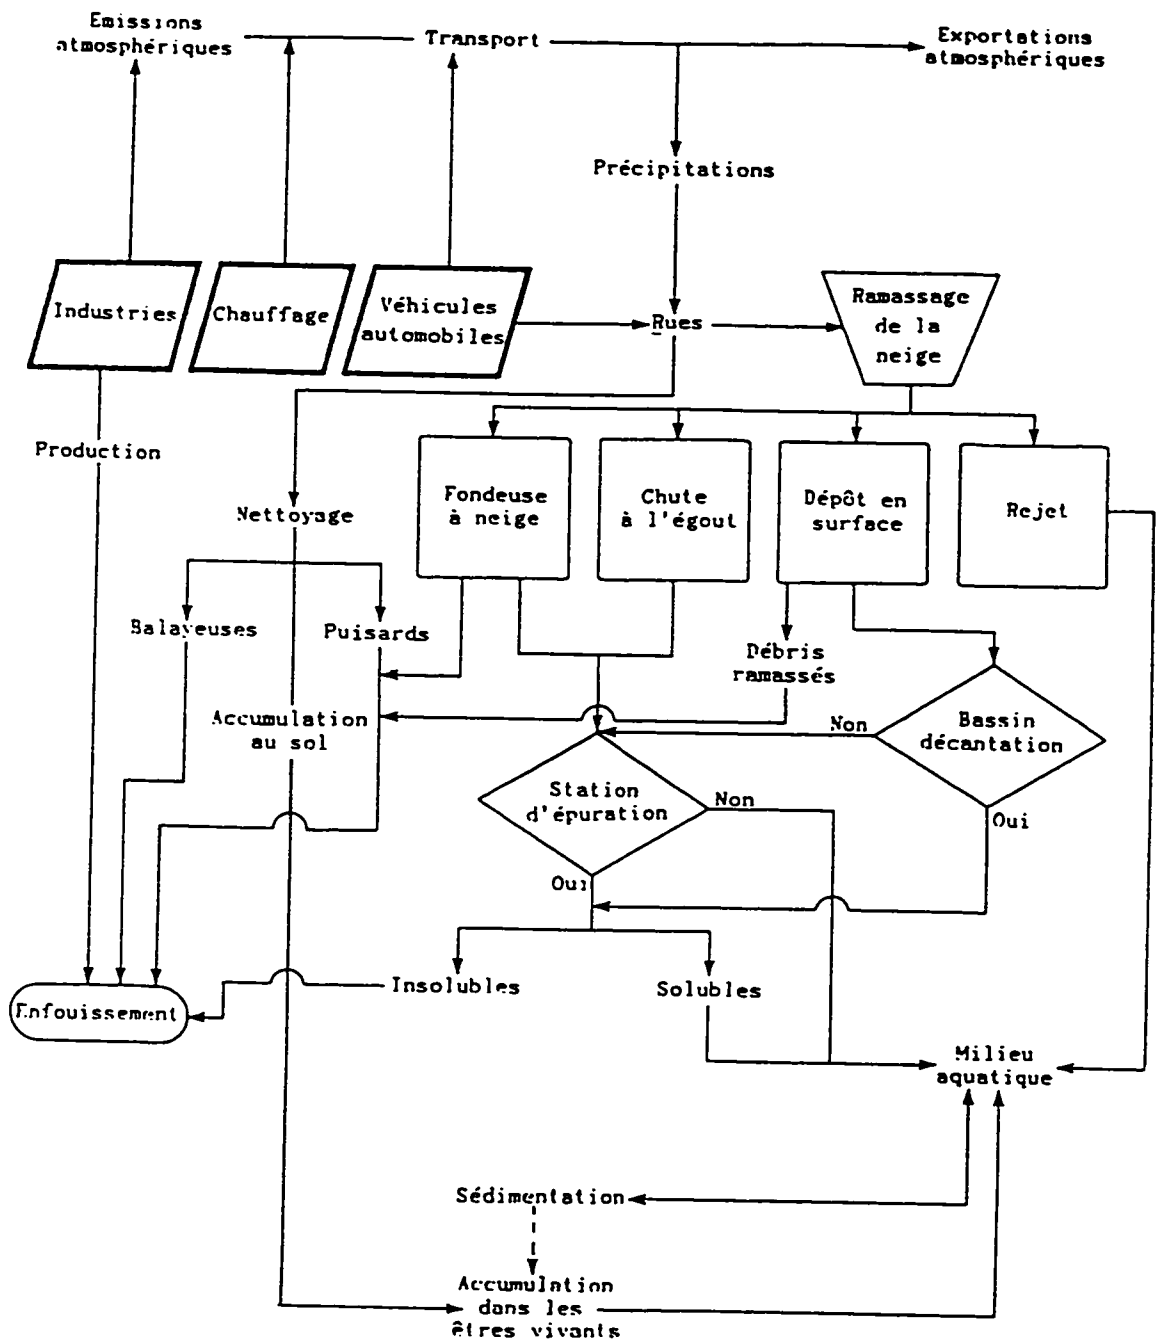 Emissions
atmosphériques
Transport
Exportations
atmosphériques
Précipitations
Industries
Chauffage
Véhicules
automobiles
Rues
Ramassage
de la
neige
Production
Nettoyage
Fondeuse
à neige
Chute
à l'égout
Dépôt en
surface
Rejet
Balayeuses
Puisards
Débris
ramassés
Accumulation
au sol
Non
Bassin
décantation
Station
d'épuration
Non
Oui
Oui
Insolubles
Solubles
Enfouissement
Milieu
aquatique
Sédimentation
Accumulation
dans les
êtres vivants